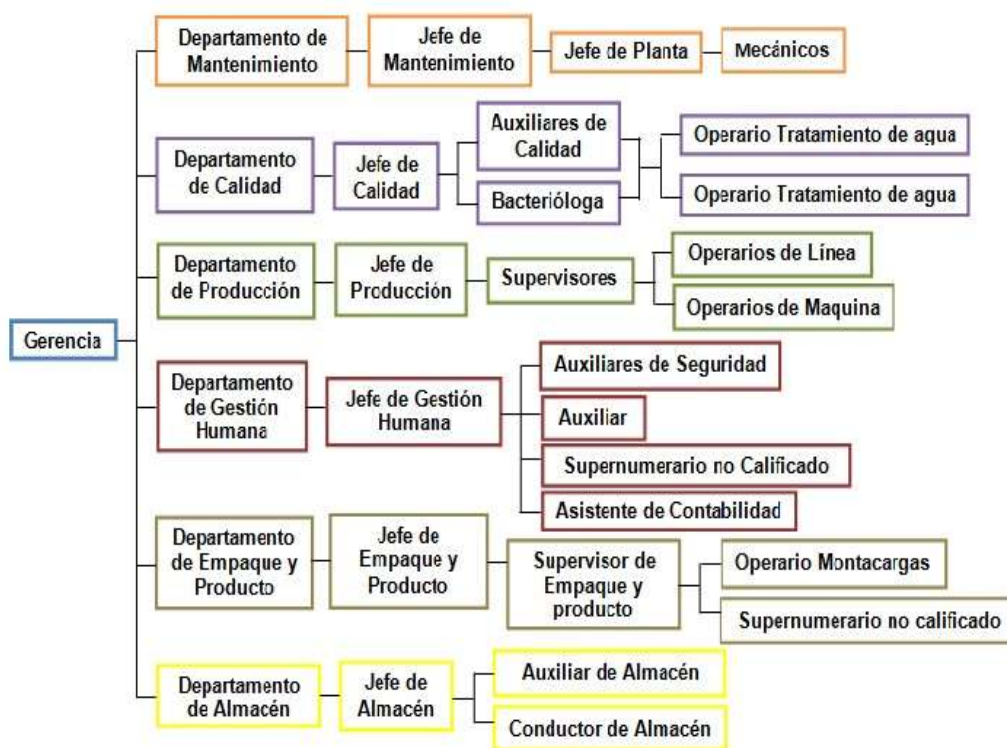 Departamento de
Mantenimiento
Jefe de
Mantenimiento
Jefe de Planta
Mecánicos
Departamento
de Calidad
Jefe de
Calidad
Auxiliares de
Calidad
Bacterióloga
Operario Tratamiento de agua
Operario Tratamiento de agua
Departamento
de Producción
Jefe de
Producción
Supervisores
Operarios de Línea
Operarios de Maquina
Gerencia
Departamento
de Gestión
Humana
Jefe de Gestión
Humana
Auxiliares de Seguridad
Auxiliar
Supernumerario no Calificado
Asistente de Contabilidad
Departamento
de Empaque y
Producto
Jefe de
Empaque y
Producto
Supervisor de
Empaque y
producto
Operario Montacargas
Supernumerario no calificado
Departamento
de Almacén
Jefe de
Almacén
Auxiliar de Almacén
Conductor de Almacén